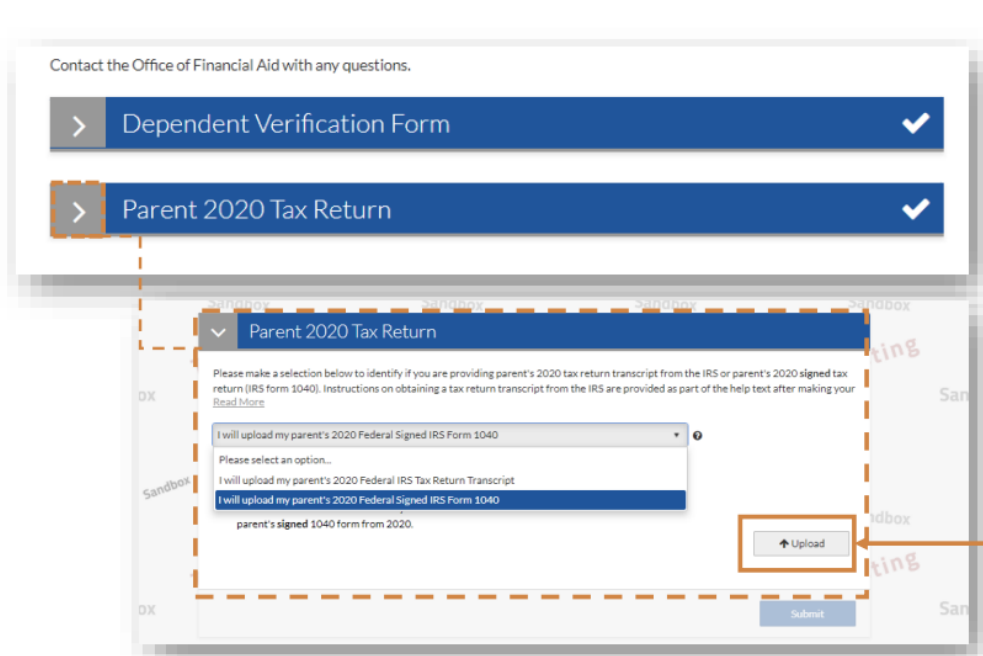 Contact the Office of Financial Aid with any questions.
Dependent Verification Form
Parent 2020 Tax Return
Sandbox Sandbox Sandbox Sandbox
Parent 2020 Tax Return
ting
Please make a selection below to identify if you are providing parent's 2020 tax return transcript from the IRS or parent's 2020 signed tax
return (IRS form 1040). Instructions on obtaining a tax return transcript from the IRS are provided as part of the help text after making your
Read More
ox San
I will upload my parent's 2020 Federal Signed IRS Form 1040
Please select an option...
I will upload my parent's 2020 Federal IRS Tax Return Transcript
Sandbox
I will upload my parent's 2020 Federal Signed IRS Form 1040
parent's signed 1040 form from 2020.
dbox
Upload
ting
ox San
Submit